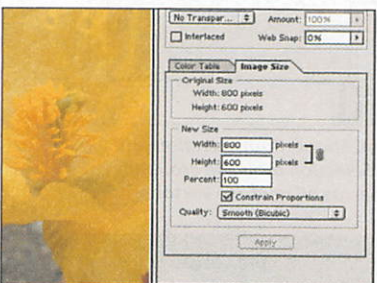 No Transpar... Amount: 100%
Interlaced Web Snap: 0%
Color Table Image Size
Original Size
Width: 800 pixels
Height: 600 pixels
New Size
Width: 800 pixels
Height: 600 pixels
Percent: 100
Constrain Proportions
Quality: Smooth (Bicubic)
Apply